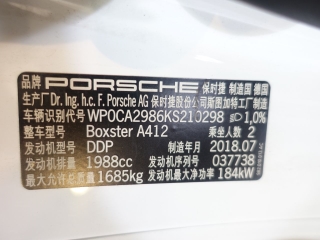 品牌 PORSCHE 保时捷 制造国 德国
生产厂 Dr. Ing. h.c. F. Porsche AG 保时捷股份公司斯图加特工厂制造
车辆识别代号 WP0CA2986KS210298 1,0%
整车型号 Boxster A412 乘坐人数 2
发动机型号 DDP 制造年月 2018.07
发动机排量 1988cc 发动机序列号 037738
最大允许总质量 1685kg 发动机最大净功率 184kW